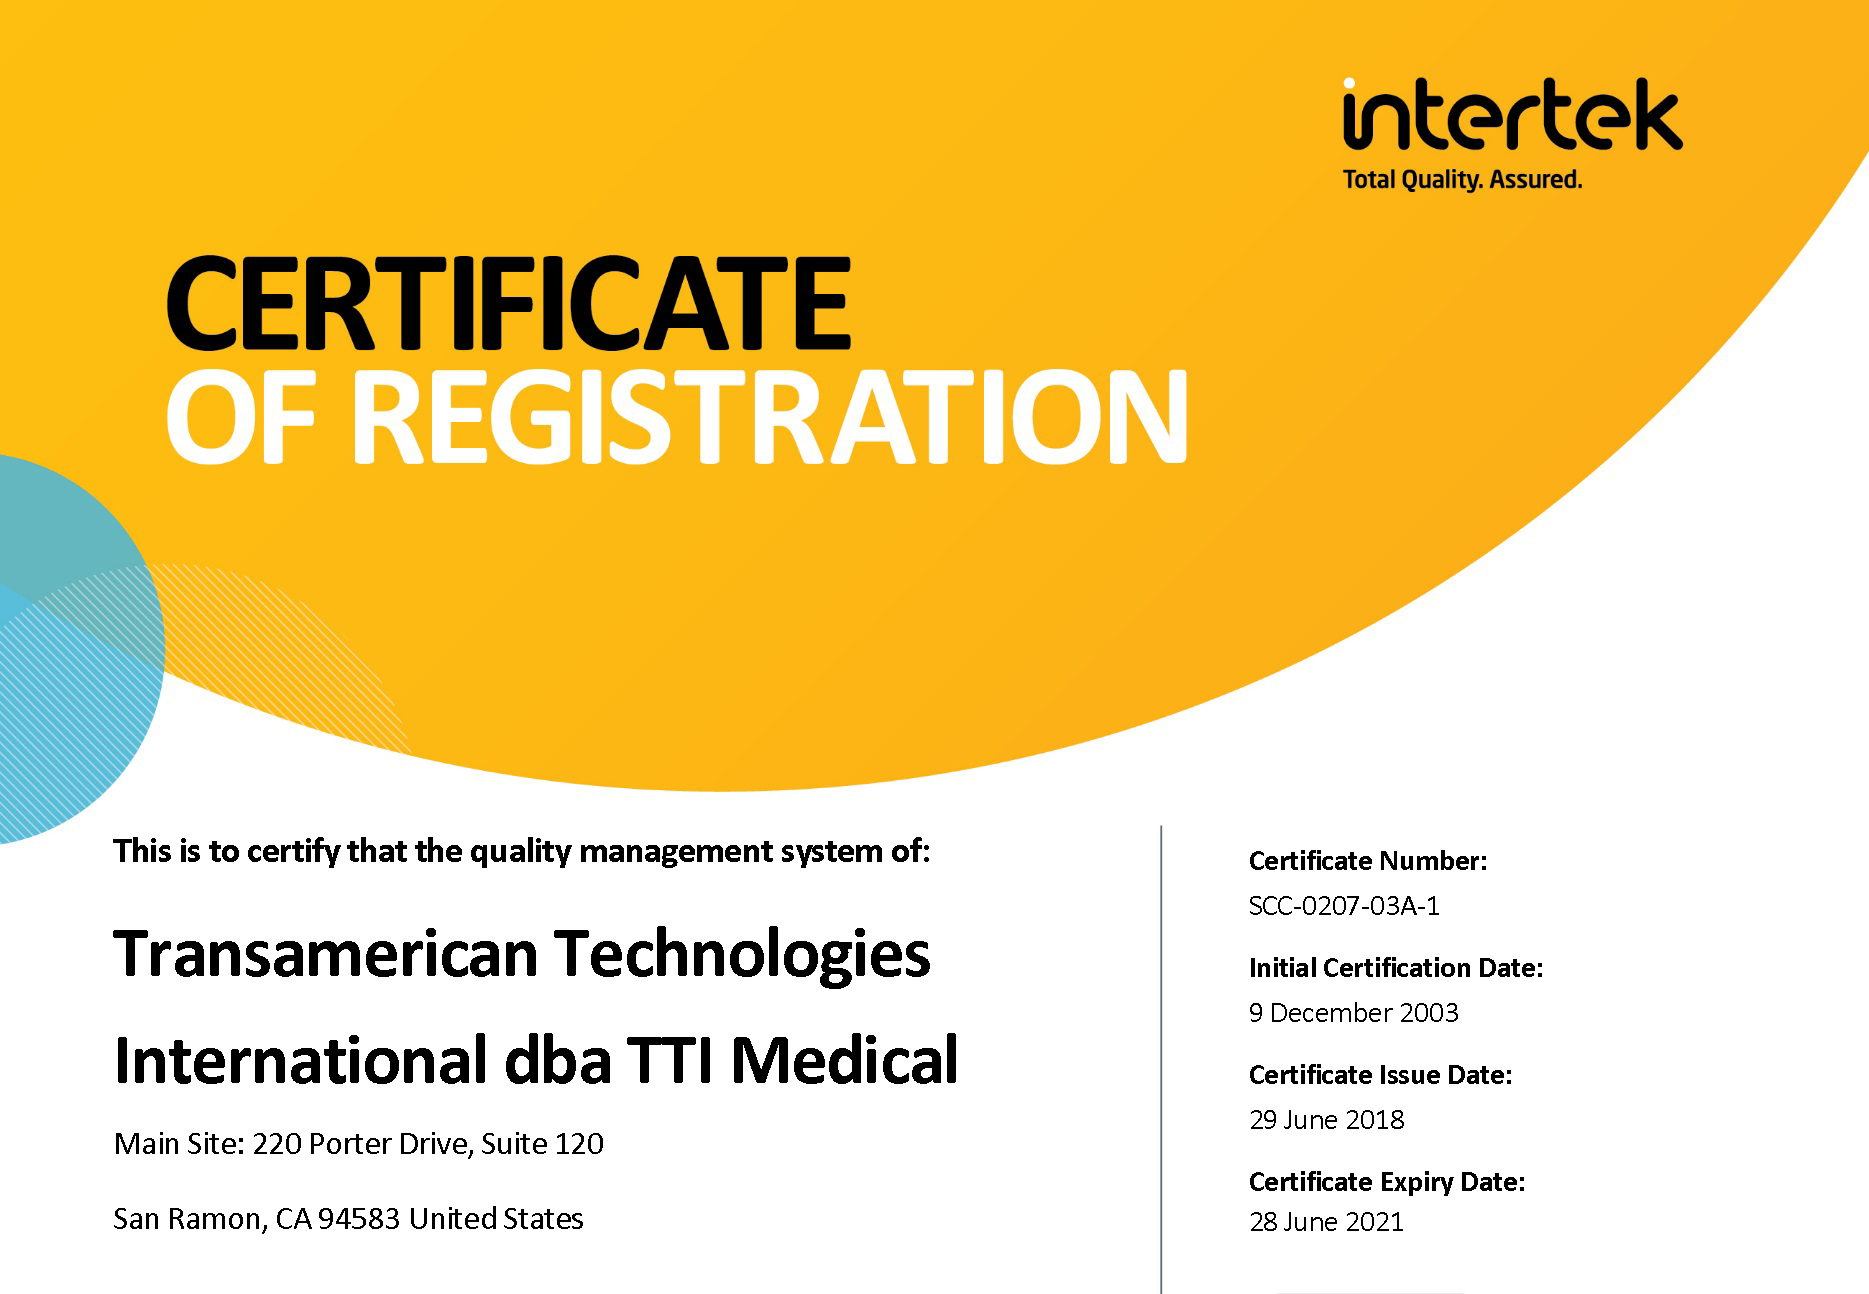 intertek
Total Quality. Assured.
CERTIFICATE
OF REGISTRATION
This is to certify that the quality management system of:
Transamerican Technologies
International dba TTI Medical
Main Site: 220 Porter Drive, Suite 120
San Ramon, CA 94583 United States
Certificate Number:
SCC-0207-03A-1
Initial Certification Date:
9 December 2003
Certificate Issue Date:
29 June 2018
Certificate Expiry Date:
28 June 2021